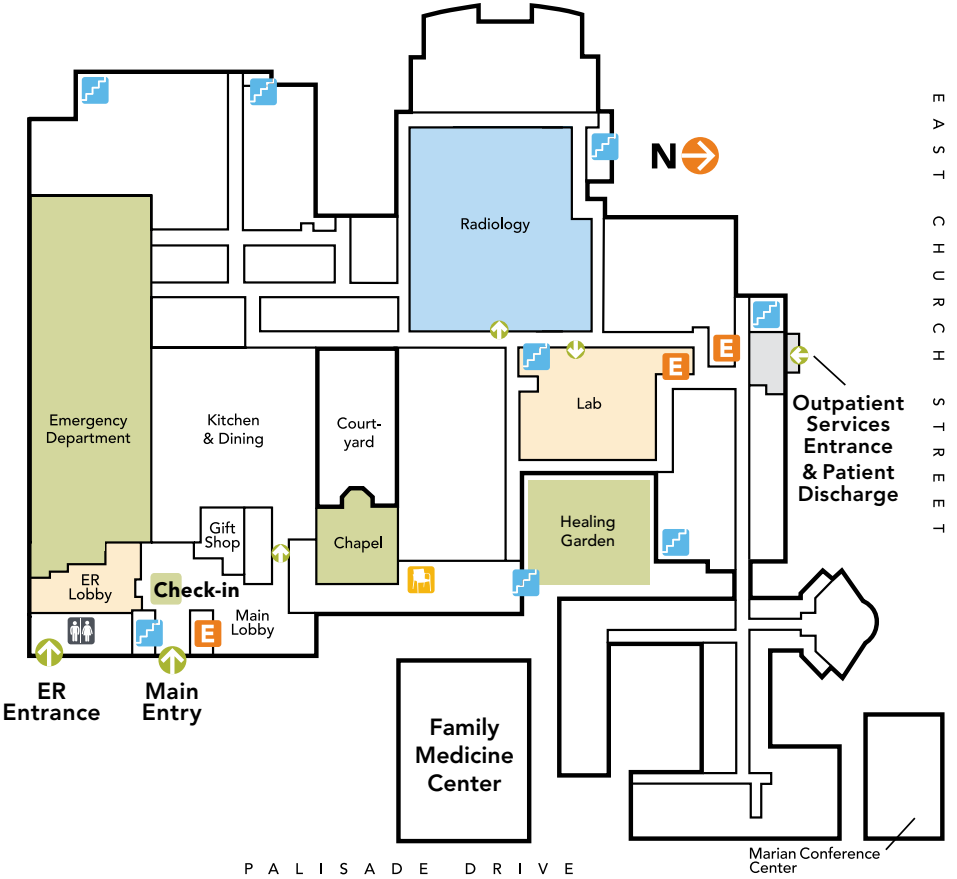 EAST CHURCH STREET
N
Radiology
E
E
Outpatient
Services
Entrance
& Patient
Discharge
Emergency
Department
Kitchen
& Dining
Court-
yard
Lab
Gift
Shop
Chapel
Healing
Garden
ER
Lobby
Check-in
Main
Lobby
E
ER
Entrance
Main
Entry
Family
Medicine
Center
Marian Conference
Center
PALISADE DRIVE